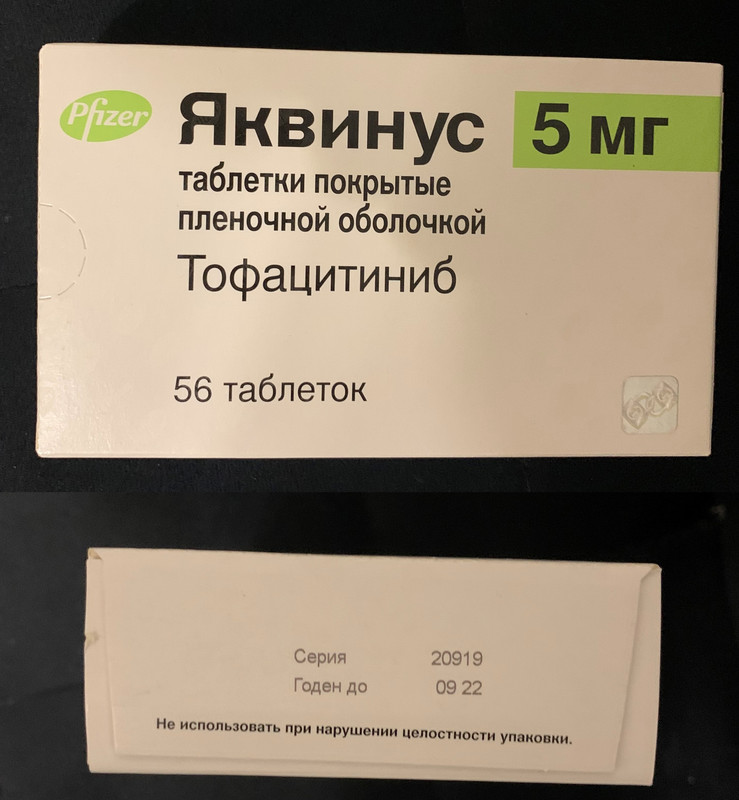 Pfizer
Яквинус 5 мг
таблетки покрытые
пленочной оболочкой
Тофацитиниб
56 таблеток
Серия 20919
Годен до 09 22
Не использовать при нарушении целостности упаковки.